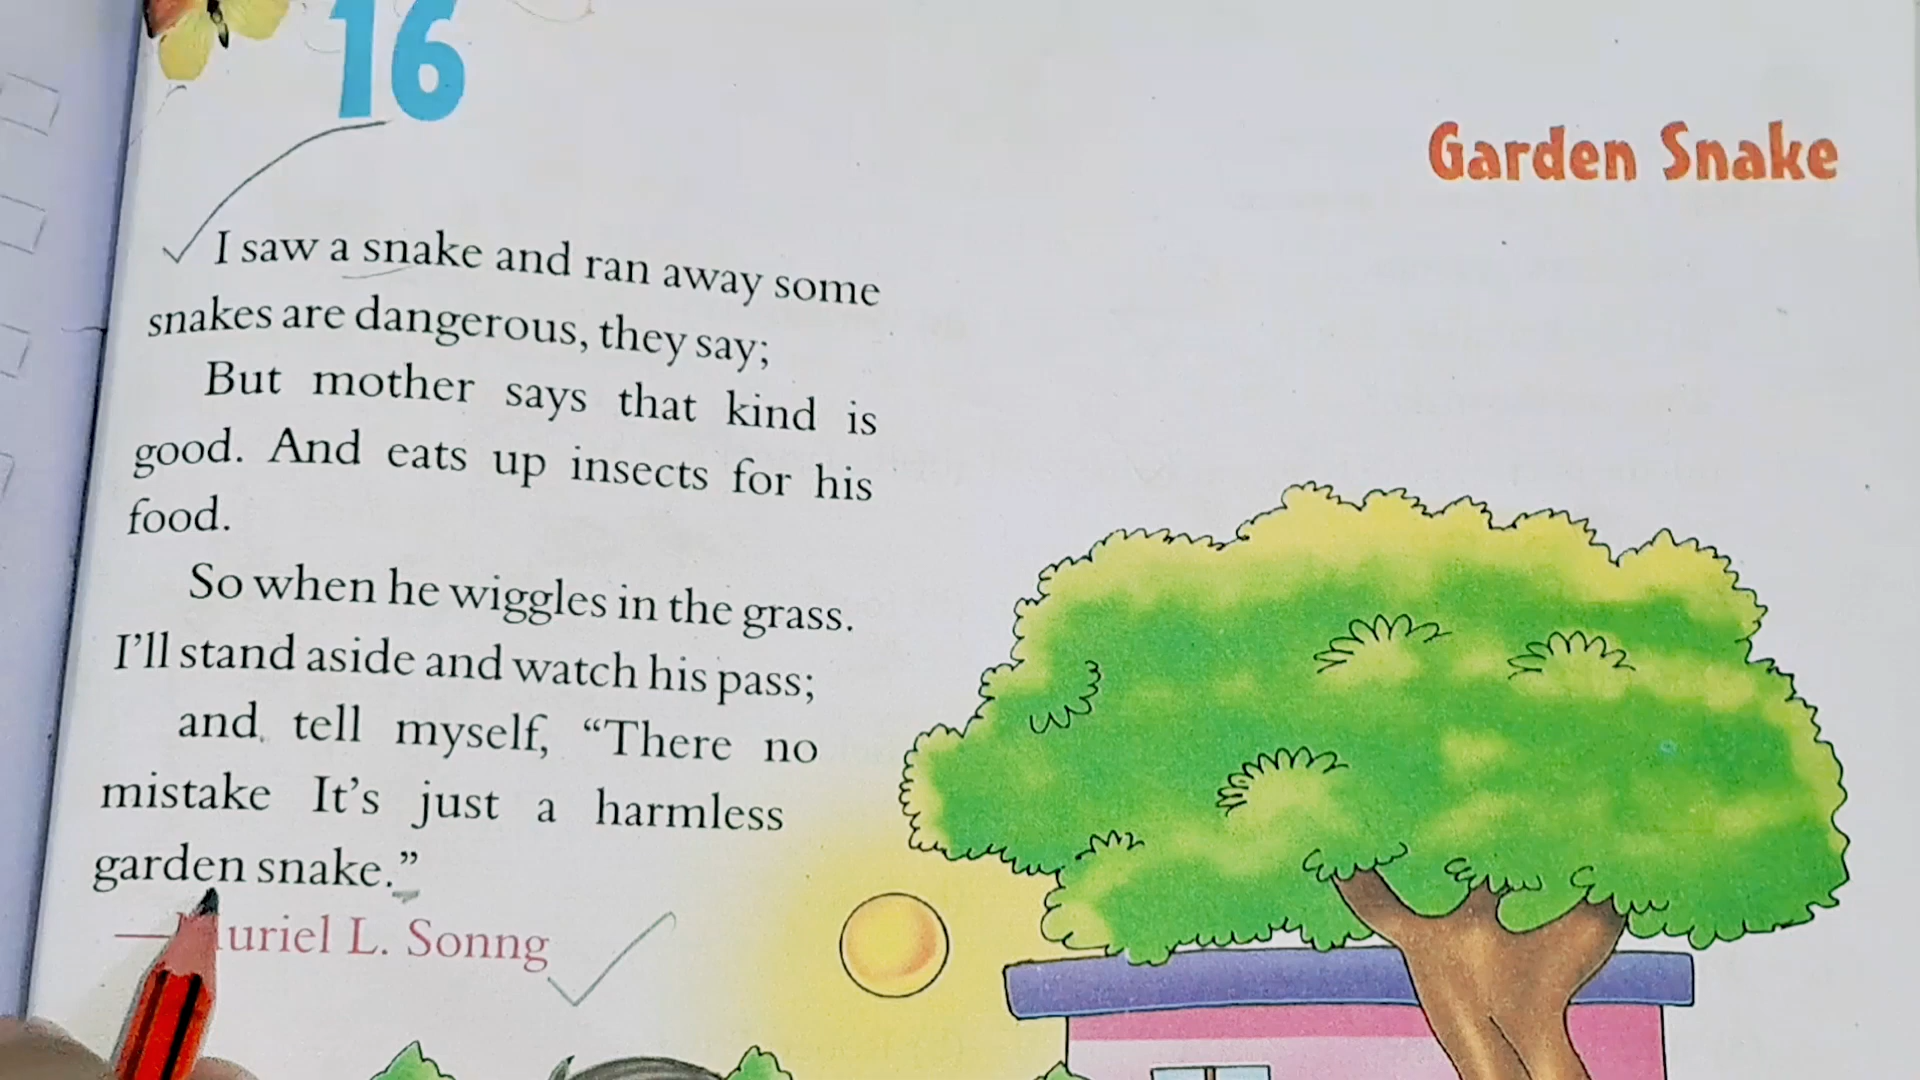 16
Garden Snake
I saw a snake and ran away some
snakes are dangerous, they say;
But mother says that kind is
good. And eats up insects for his
food.
So when he wiggles in the grass.
I'll stand aside and watch his pass;
and tell myself, “There no
mistake It's just a harmless
garden snake.”
— L. Sonng